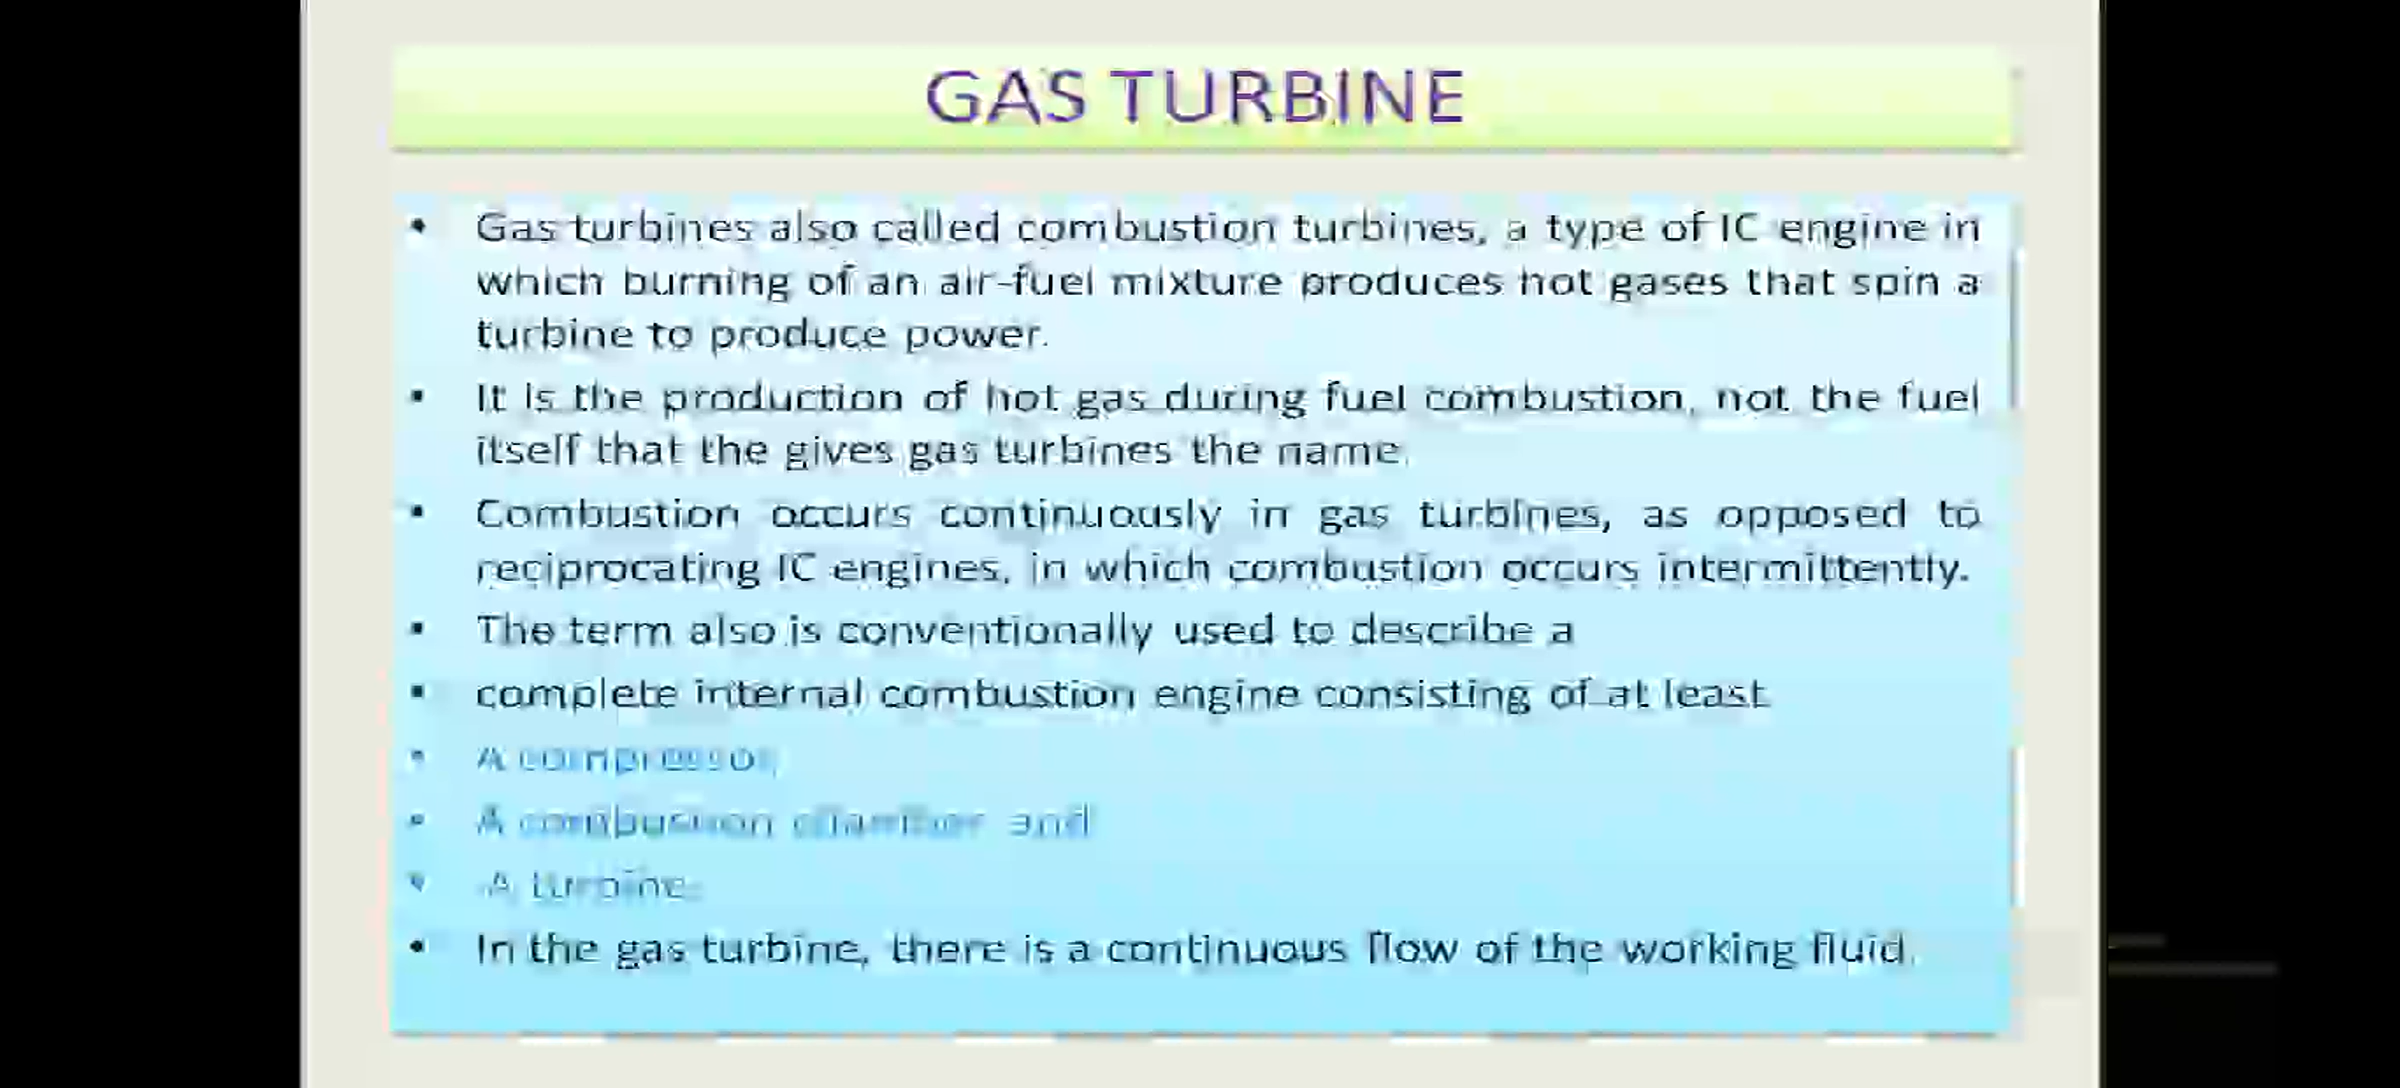 GAS TURBINE
• Gas turbines also called combustion turbines, a type of IC engine in
which burning of an air-fuel mixture produces hot gases that spin a
turbine to produce power.
• It is the production of hot gas during fuel combustion, not the fuel
itself that the gives gas turbines the name.
• Combustion occurs continuously in gas turbines, as opposed to
reciprocating IC engines, in which combustion occurs intermittently.
• The term also is conventionally used to describe a
• complete internal combustion engine consisting of at least
• A compressor,
• A combustion chamber and
• A turbine.
• In the gas turbine, there is a continuous flow of the working fluid.